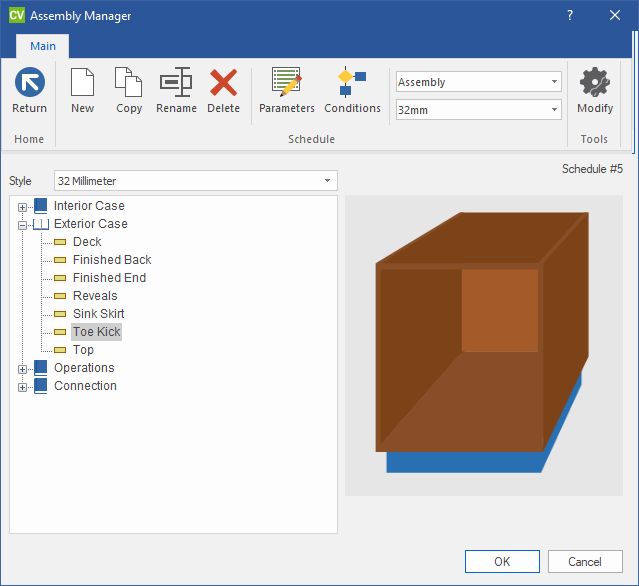 CV Assembly Manager ?
Main
Return New Copy Rename Delete Parameters Conditions Assembly 32mm Modify
Home Schedule Tools
Schedule #5
Style 32 Millimeter
Interior Case
Exterior Case
Deck
Finished Back
Finished End
Reveals
Sink Skirt
Toe Kick
Top
Operations
Connection
OK Cancel